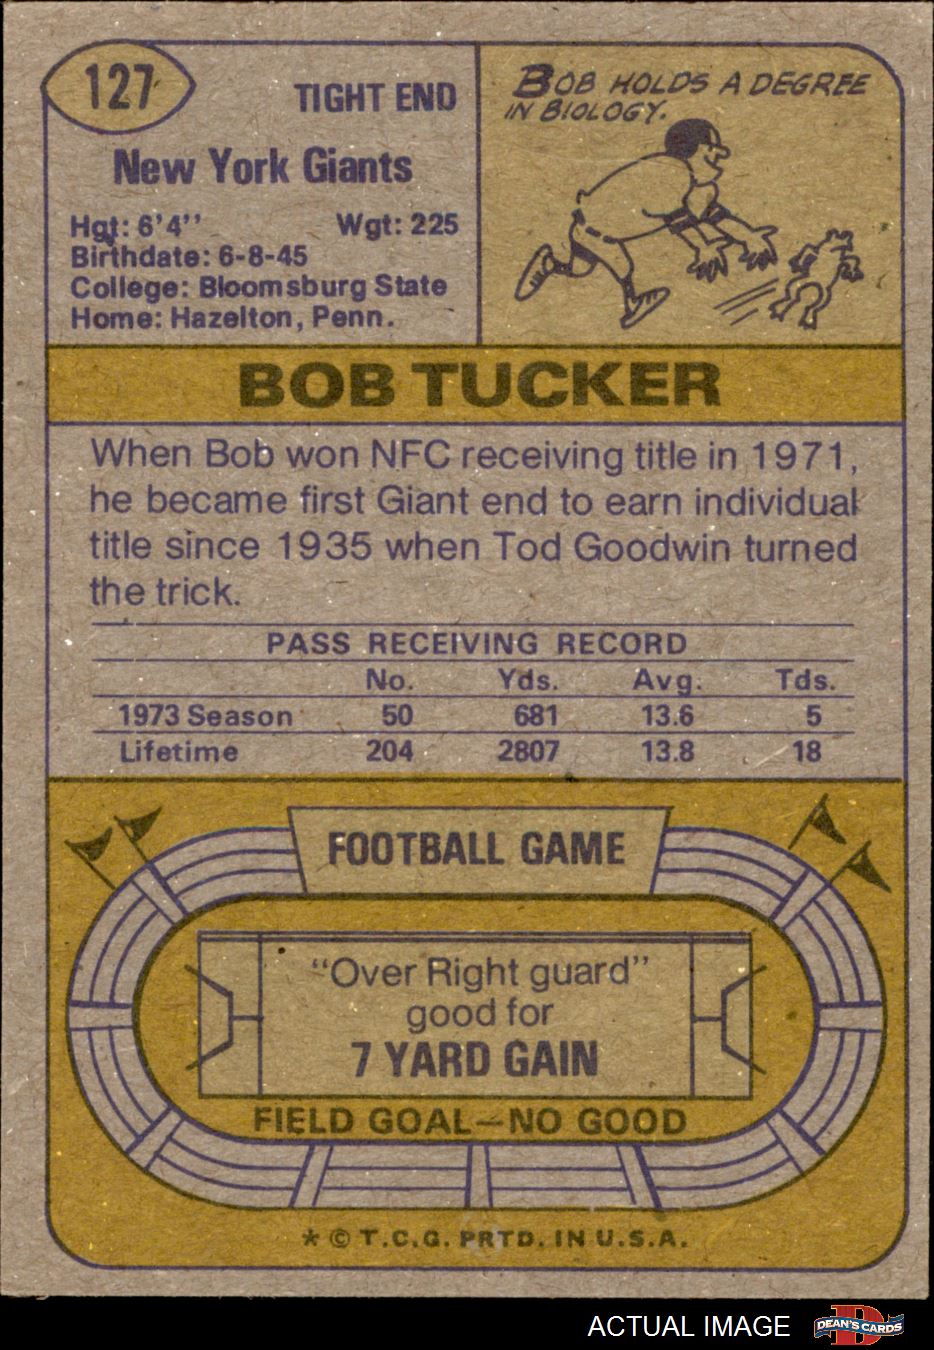 127
TIGHT END
New York Giants
Hgt: 6'4'' Wgt: 225
Birthdate: 6-8-45
College: Bloomsburg State
Home: Hazelton, Penn.
BOB HOLDS A DEGREE
IN BIOLOGY.
BOB TUCKER
When Bob won NFC receiving title in 1971,
he became first Giant end to earn individual
title since 1935 when Tod Goodwin turned
the trick.
PASS RECEIVING RECORD
No. Yds. Avg. Tds.
1973 Season 50 681 13.6 5
Lifetime 204 2807 13.8 18
FOOTBALL GAME
"Over Right guard"
good for
7 YARD GAIN
FIELD GOAL—NO GOOD
* © T.C.G. PRTD. IN U.S.A.
ACTUAL IMAGE
D
DEAN'S CARDS